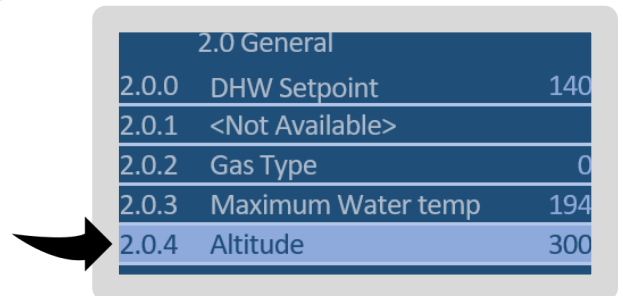 2.0 General
2.0.0 DHW Setpoint 140
2.0.1 <Not Available>
2.0.2 Gas Type 0
2.0.3 Maximum Water temp 194
2.0.4 Altitude 300